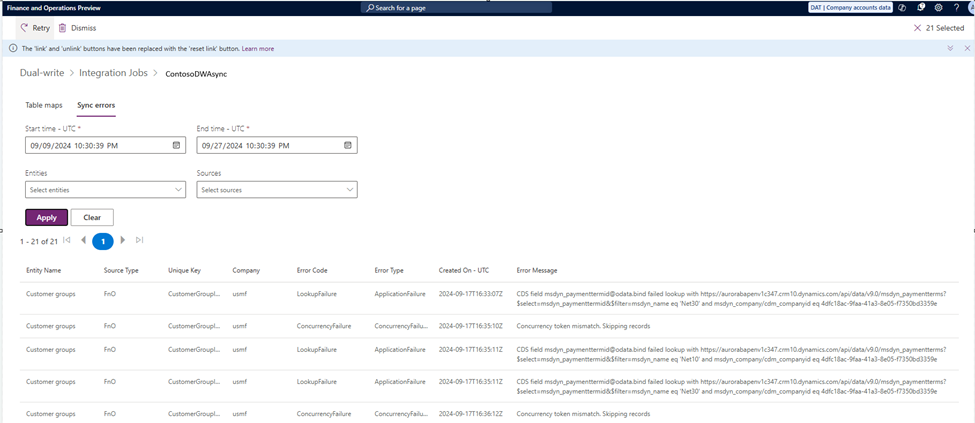 Finance and Operations Preview
Search for a page
DAT | Company accounts data
Retry
Dismiss
21 Selected
The 'link' and 'unlink' buttons have been replaced with the 'reset link' button. Learn more
Dual-write > Integration Jobs > ContosoDWAsync
Table maps
Sync errors
Start time - UTC *
End time - UTC *
09/09/2024 10:30:39 PM
09/27/2024 10:30:39 PM
Entities
Sources
Select entities
Select sources
Apply
Clear
1 - 21 of 21
1
Entity Name Source Type Unique Key Company Error Code Error Type Created On - UTC Error Message
Customer groups FnO CustomerGroupI... usmf LookupFailure ApplicationFailure 2024-09-17T16:33:07Z CDS field msdyn_paymenttermid@odata.bind failed lookup with https://aurorabapenv1c347.crm10.dynamics.com/api/data/v9.0/msdyn_paymentterms?
$select=msdyn_paymenttermid&$filter=msdyn_name eq 'Net30' and msdyn_company/cdm_companyid eq 4dfc18ac-9faa-41a3-8e05-f7350bd3359e
Customer groups FnO CustomerGroupI... usmf ConcurrencyFailure ConcurrencyFailu... 2024-09-17T16:35:10Z Concurrency token mismatch. Skipping records
Customer groups FnO CustomerGroupI... usmf LookupFailure ApplicationFailure 2024-09-17T16:35:11Z CDS field msdyn_paymenttermid@odata.bind failed lookup with https://aurorabapenv1c347.crm10.dynamics.com/api/data/v9.0/msdyn_paymentterms?
$select=msdyn_paymenttermid&$filter=msdyn_name eq 'Net10' and msdyn_company/cdm_companyid eq 4dfc18ac-9faa-41a3-8e05-f7350bd3359e
Customer groups FnO CustomerGroupI... usmf LookupFailure ApplicationFailure 2024-09-17T16:35:11Z CDS field msdyn_paymenttermid@odata.bind failed lookup with https://aurorabapenv1c347.crm10.dynamics.com/api/data/v9.0/msdyn_paymentterms?
$select=msdyn_paymenttermid&$filter=msdyn_name eq 'Net30' and msdyn_company/cdm_companyid eq 4dfc18ac-9faa-41a3-8e05-f7350bd3359e
Customer groups FnO CustomerGroupI... usmf ConcurrencyFailure ConcurrencyFailu... 2024-09-17T16:36:12Z Concurrency token mismatch. Skipping records